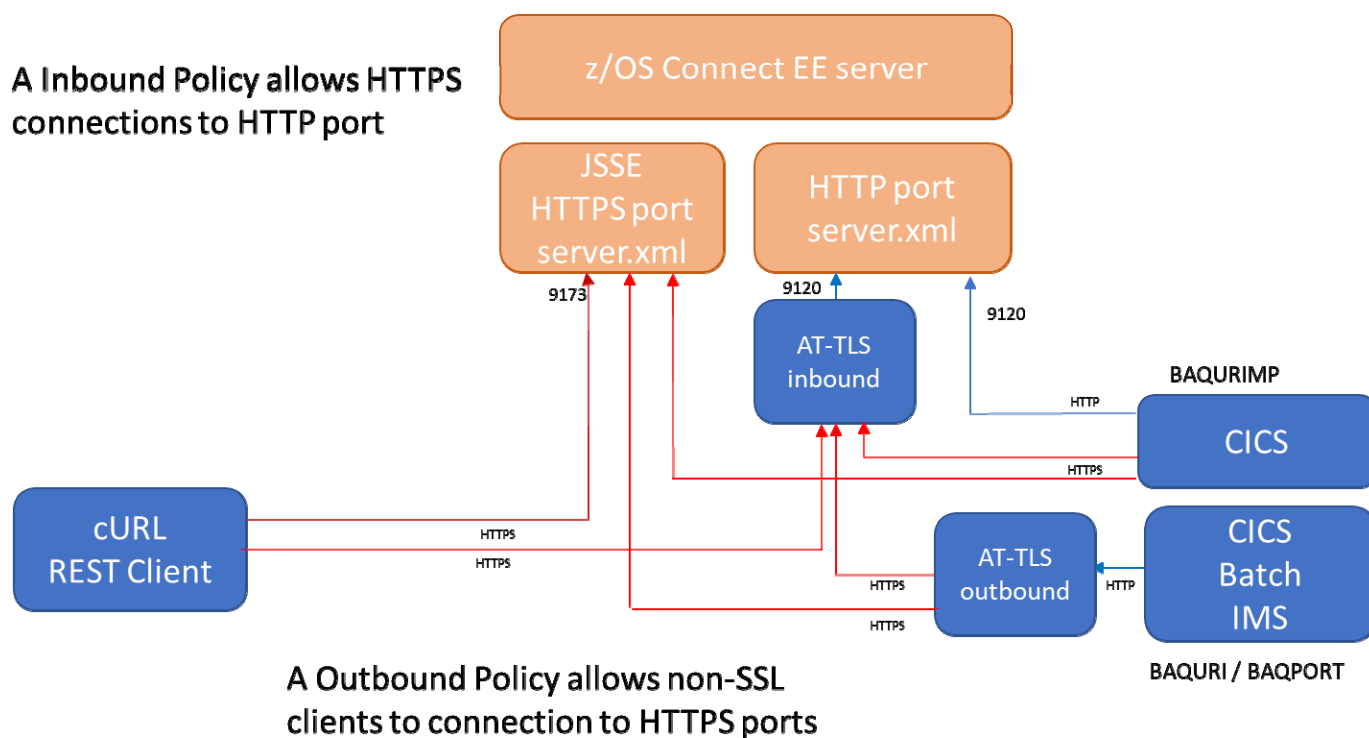 A Inbound Policy allows HTTPS
connections to HTTP port
z/OS Connect EE server
JSSE
HTTPS port
server.xml
HTTP port
server.xml
9173
9120
9120
AT-TLS
inbound
BAQURIMP
HTTP
CICS
HTTPS
cURL
REST Client
HTTPS
HTTPS
AT-TLS
outbound
HTTPS
HTTPS
HTTP
CICS
Batch
IMS
BAQURI / BAQPORT
A Outbound Policy allows non-SSL
clients to connection to HTTPS ports